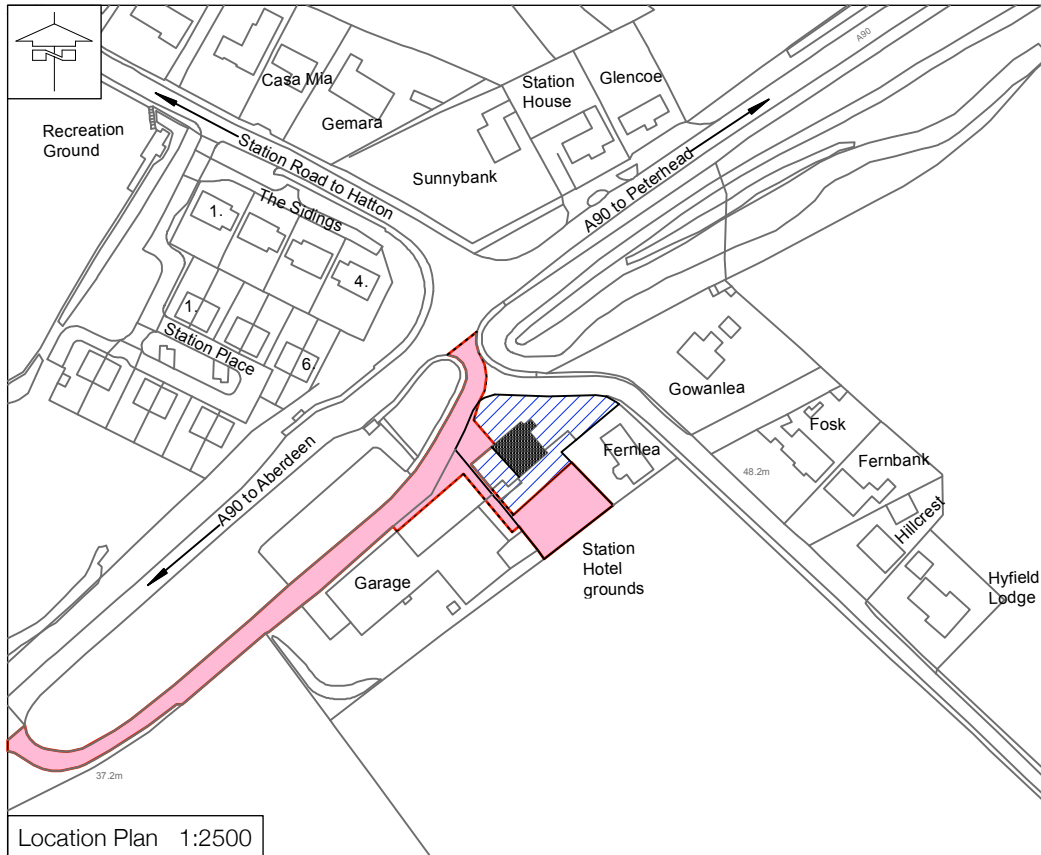 N
A90
Casa Mia
Station
House
Glencoe
Gemara
Recreation
Ground
Station Road to Hatton
Sunnybank
A90 to Peterhead
The Sidings
1.
4.
1.
Station Place
6.
Gowanlea
Fosk
Fernlea
Fernbank
48.2m
A90 to Aberdeen
Hillcrest
Station
Hotel
grounds
Garage
Hyfield
Lodge
37.2m
Location Plan 1:2500